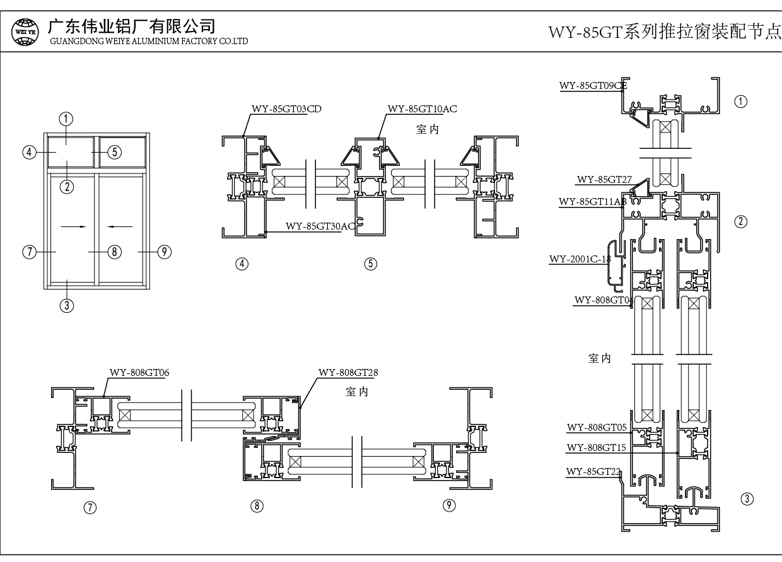 WEI YE
广东伟业铝厂有限公司
GUANGDONG WEIYE ALUMINIUM FACTORY CO.LTD
WY-85GT系列推拉窗装配节点
①
④
⑤
②
⑦
⑧
⑨
③
WY-85GT03CD
WY-85GT10AC
室内
WY-85GT30AC
④
⑤
WY-85GT09CE
①
WY-85GT27
WY-85GT11AB
②
WY-2001C-18
WY-808GT04
室内
WY-808GT05
WY-808GT15
WY-85GT22
③
WY-808GT06
WY-808GT28
室内
⑦
⑧
⑨